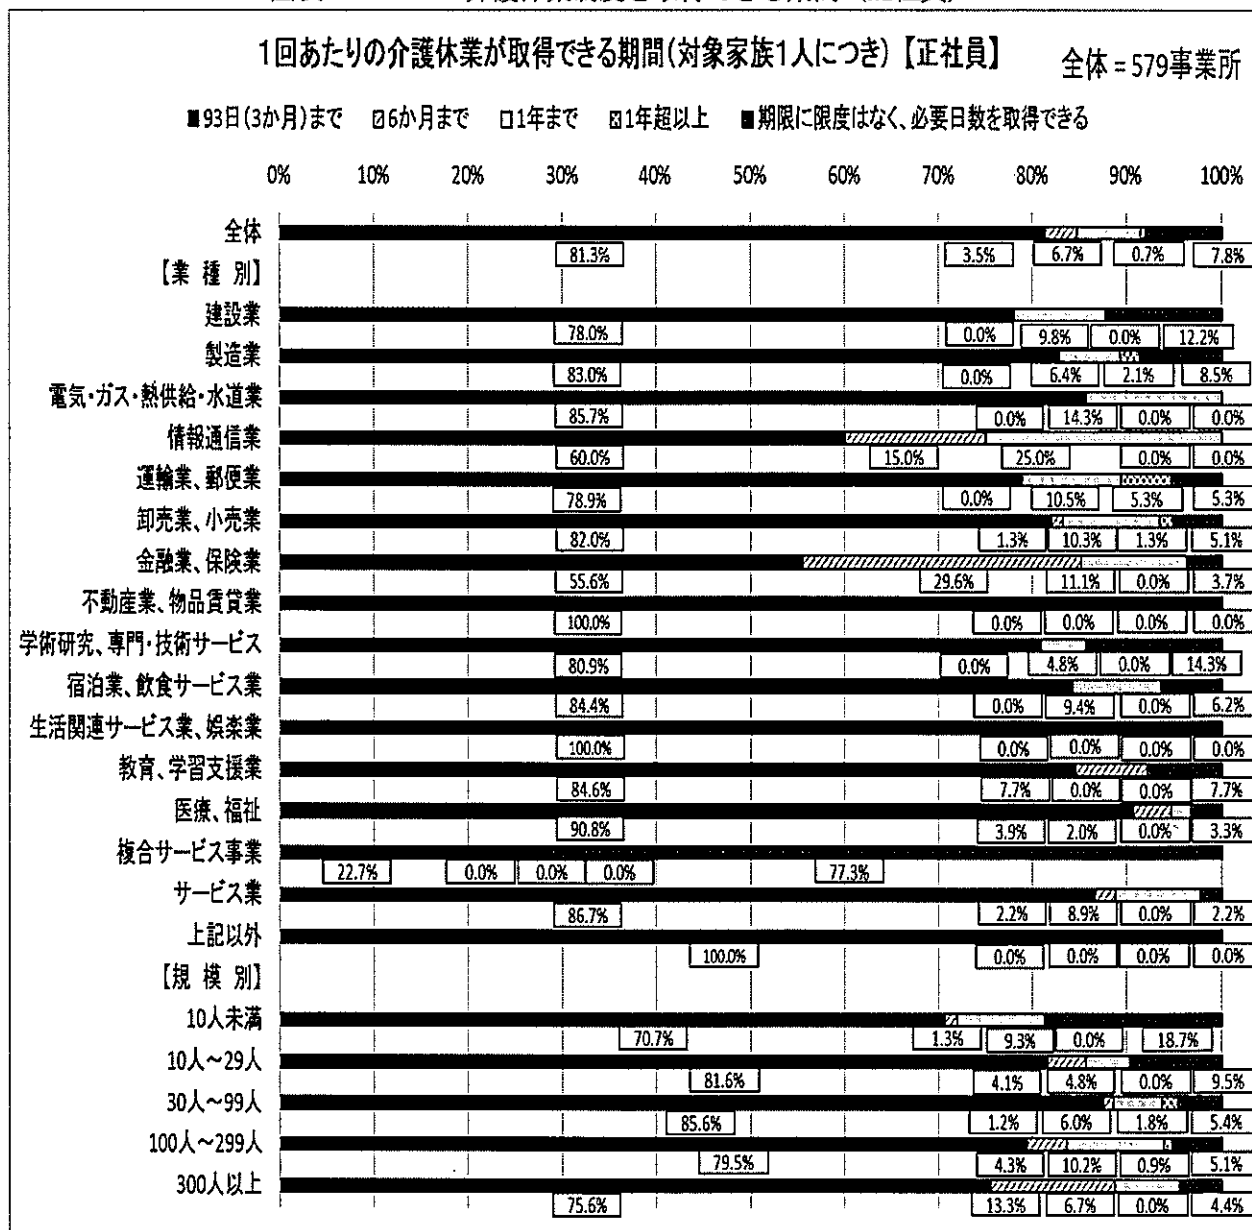 1回あたりの介護休業が取得できる期間(対象家族1人につき)【正社員】 全体=579事業所
■93日(3か月)まで ☑6か月まで □1年まで ☒1年超以上 ■期限に限度はなく、必要日数を取得できる
0% 10% 20% 30% 40% 50% 60% 70% 80% 90% 100%
全体
81.3% 3.5% 6.7% 0.7% 7.8%
【業 種 別】
建設業
78.0% 0.0% 9.8% 0.0% 12.2%
製造業
83.0% 0.0% 6.4% 2.1% 8.5%
電気・ガス・熱供給・水道業
85.7% 0.0% 14.3% 0.0% 0.0%
情報通信業
60.0% 15.0% 25.0% 0.0% 0.0%
運輸業、郵便業
78.9% 0.0% 10.5% 5.3% 5.3%
卸売業、小売業
82.0% 1.3% 10.3% 1.3% 5.1%
金融業、保険業
55.6% 29.6% 11.1% 0.0% 3.7%
不動産業、物品賃貸業
100.0% 0.0% 0.0% 0.0% 0.0%
学術研究、専門・技術サービス
80.9% 0.0% 4.8% 0.0% 14.3%
宿泊業、飲食サービス業
84.4% 0.0% 9.4% 0.0% 6.2%
生活関連サービス業、娯楽業
100.0% 0.0% 0.0% 0.0% 0.0%
教育、学習支援業
84.6% 7.7% 0.0% 0.0% 7.7%
医療、福祉
90.8% 3.9% 2.0% 0.0% 3.3%
複合サービス事業
22.7% 0.0% 0.0% 0.0% 77.3%
サービス業
86.7% 2.2% 8.9% 0.0% 2.2%
上記以外
100.0% 0.0% 0.0% 0.0% 0.0%
【規 模 別】
10人未満
70.7% 1.3% 9.3% 0.0% 18.7%
10人～29人
81.6% 4.1% 4.8% 0.0% 9.5%
30人～99人
85.6% 1.2% 6.0% 1.8% 5.4%
100人～299人
79.5% 4.3% 10.2% 0.9% 5.1%
300人以上
75.6% 13.3% 6.7% 0.0% 4.4%